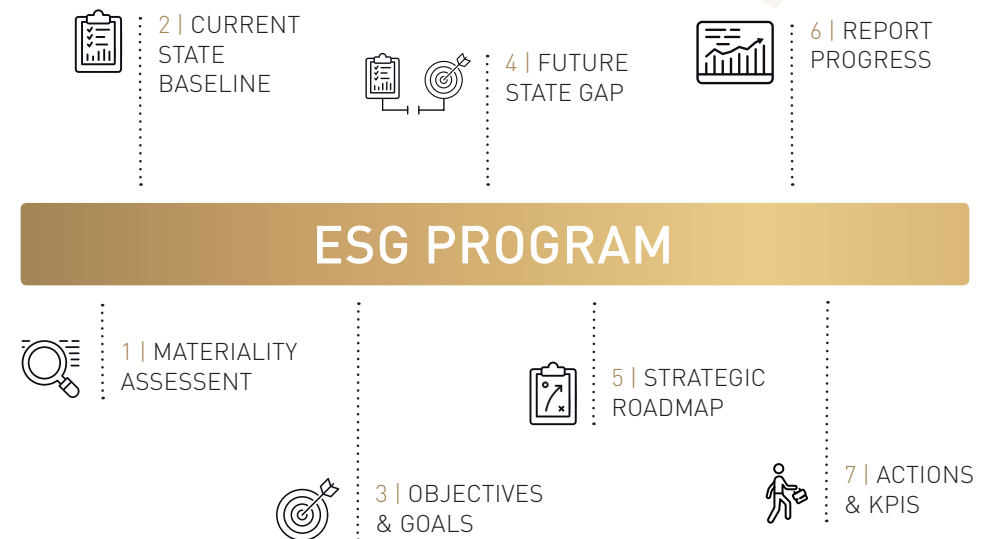 2 | CURRENT
STATE
BASELINE
4 | FUTURE
STATE GAP
6 | REPORT
PROGRESS
ESG PROGRAM
1 | MATERIALITY
ASSESSENT
5 | STRATEGIC
ROADMAP
3 | OBJECTIVES
& GOALS
7 | ACTIONS
& KPIS